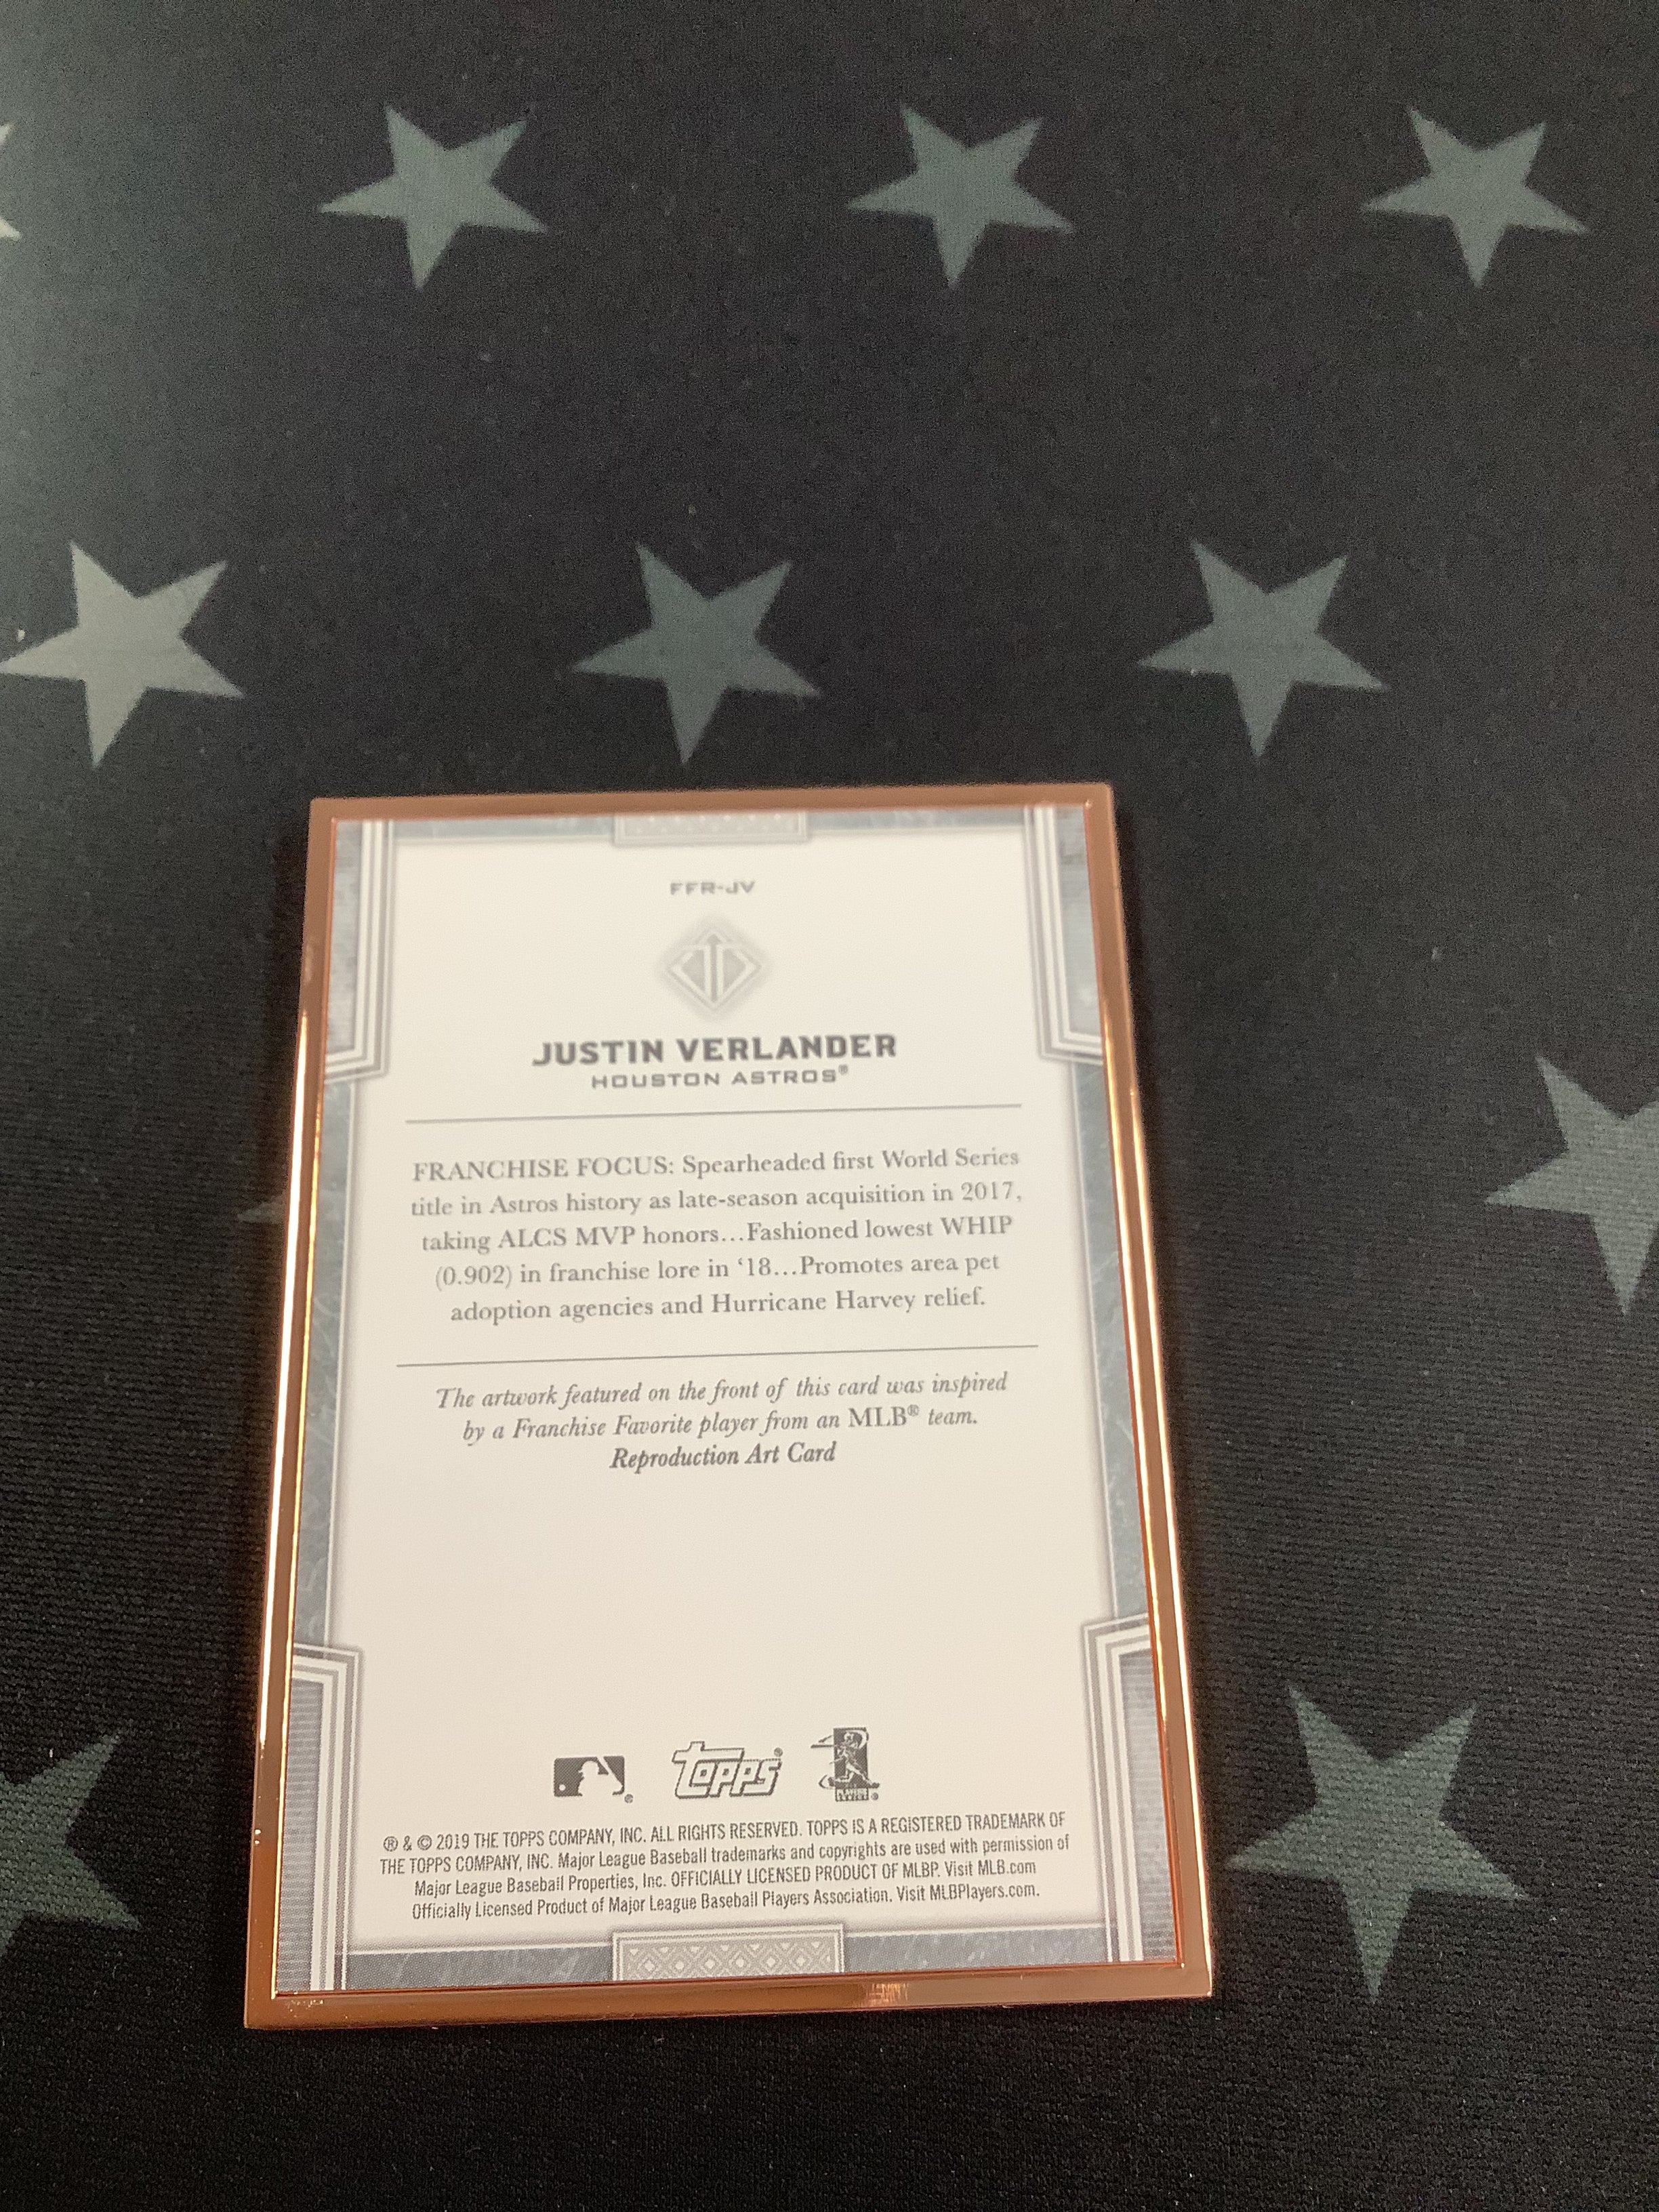 FFR-JV
JUSTIN VERLANDER
HOUSTON ASTROS®
FRANCHISE FOCUS: Spearheaded first World Series
title in Astros history as late-season acquisition in 2017,
taking ALCS MVP honors...Fashioned lowest WHIP
(0.902) in franchise lore in ‘18...Promotes area pet
adoption agencies and Hurricane Harvey relief.
The artwork featured on the front of this card was inspired
by a Franchise Favorite player from an MLB® team.
Reproduction Art Card
topps®
® & © 2019 THE TOPPS COMPANY, INC. ALL RIGHTS RESERVED. TOPPS IS A REGISTERED TRADEMARK OF
THE TOPPS COMPANY, INC. Major League Baseball trademarks and copyrights are used with permission of
Major League Baseball Properties, Inc. OFFICIALLY LICENSED PRODUCT OF MLBP. Visit MLB.com
Officially Licensed Product of Major League Baseball Players Association. Visit MLBPlayers.com.